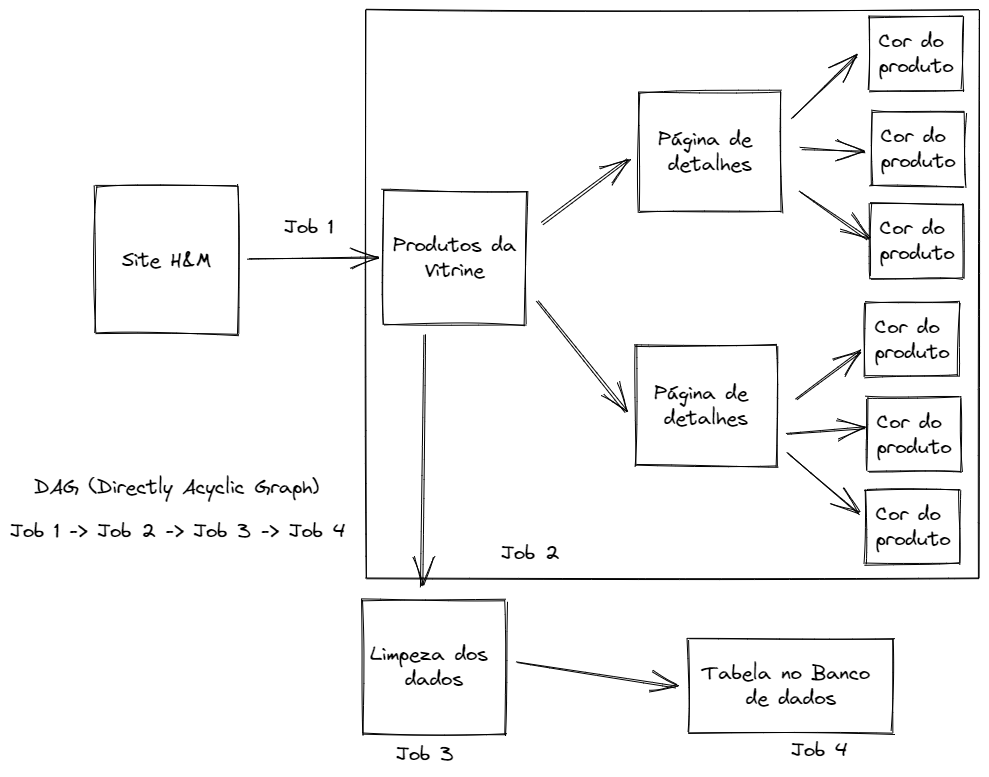 Site H&M
Job 1
Produtos da
Vitrine
Página de
detalhes
Cor do
produto
Cor do
produto
Cor do
produto
Página de
detalhes
Cor do
produto
Cor do
produto
Cor do
produto
Job 2
DAG (Directly Acyclic Graph)
Job 1 -> Job 2 -> Job 3 -> Job 4
Limpeza dos
dados
Job 3
Tabela no Banco
de dados
Job 4